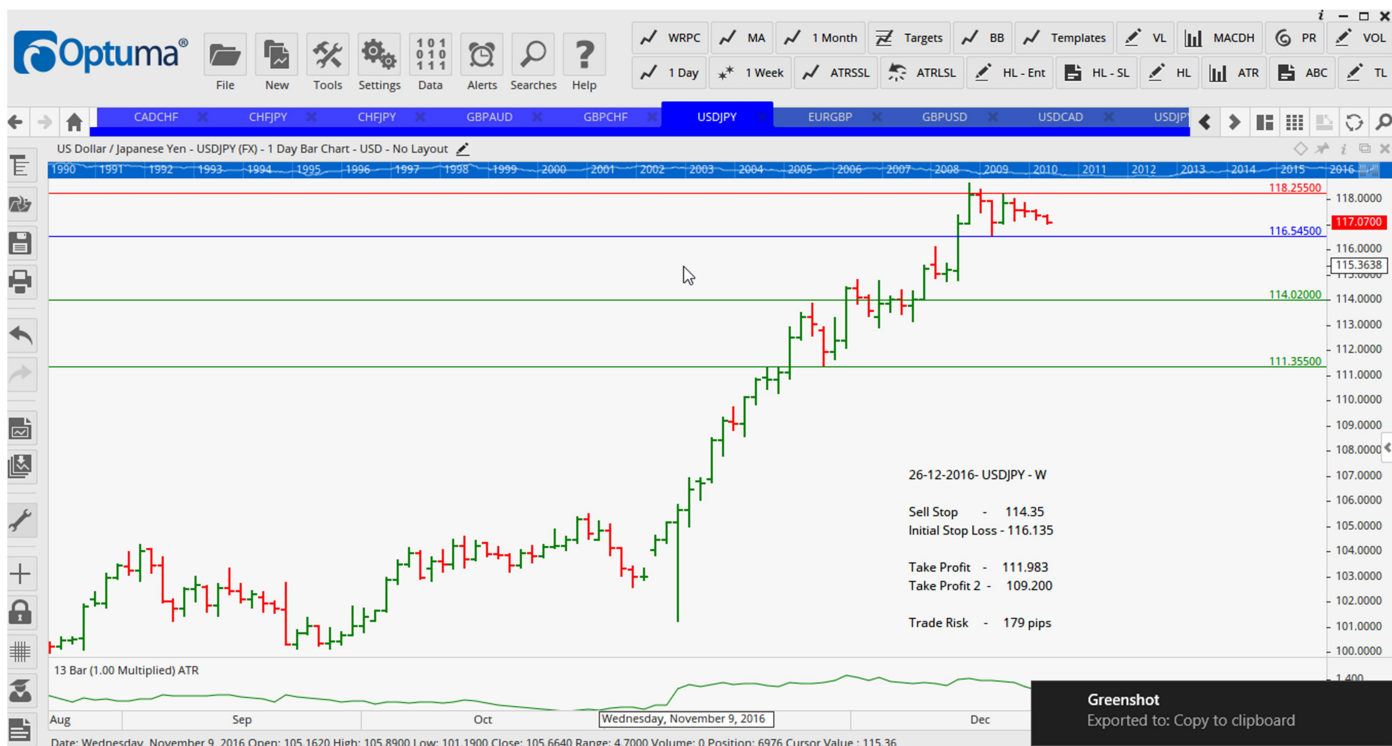 i
Optuma®
File New Tools Settings Data Alerts Searches Help
101
010
111
WRPC MA 1 Month Targets BB Templates VL MACDH PR VOL
1 Day 1 Week ATRSSL ATRLSL HL - Ent HL - SL HL ATR ABC TL
CADCHF CHFJPY CHFJPY GBPAUD GBPCHF USDJPY EURGBP GBPUSD USDCAD USDJP
US Dollar / Japanese Yen - USDJPY (FX) - 1 Day Bar Chart - USD - No Layout
1990 1991 1992 1993 1994 1995 1996 1997 1998 1999 2000 2001 2002 2003 2004 2005 2006 2007 2008 2009 2010 2011 2012 2013 2014 2015 2016
118.25500
118.0000
117.0700
116.54500
116.0000
115.3638
115.0000
114.02000
114.0000
113.0000
112.0000
111.35500
111.0000
110.0000
109.0000
108.0000
107.0000
106.0000
105.0000
104.0000
103.0000
102.0000
101.0000
100.0000
26-12-2016- USDJPY - W
Sell Stop - 114.35
Initial Stop Loss - 116.135
Take Profit - 111.983
Take Profit 2 - 109.200
Trade Risk - 179 pips
13 Bar (1.00 Multiplied) ATR
1.400
Aug Sep Oct Wednesday, November 9, 2016 Dec
Greenshot
Exported to: Copy to clipboard
Date: Wednesday, November 9, 2016 Open: 105.1620 High: 105.8900 Low: 101.1900 Close: 105.6640 Range: 4.7000 Volume: 0 Position: 6976 Cursor Value : 115.36